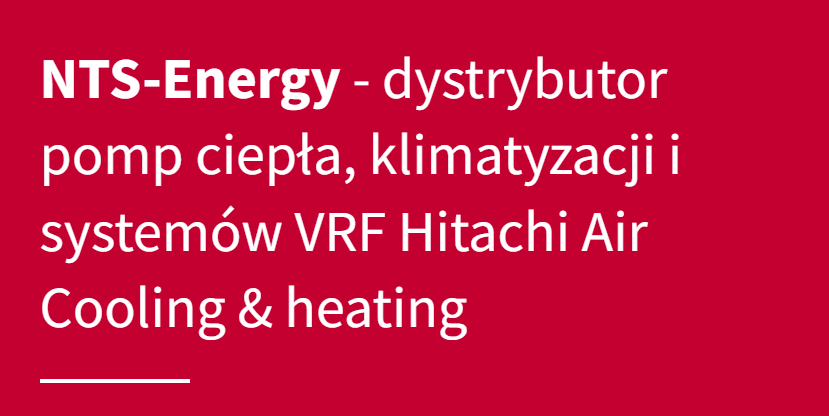 NTS-Energy - dystrybutor
pomp ciepła, klimatyzacji i
systemów VRF Hitachi Air
Cooling & heating